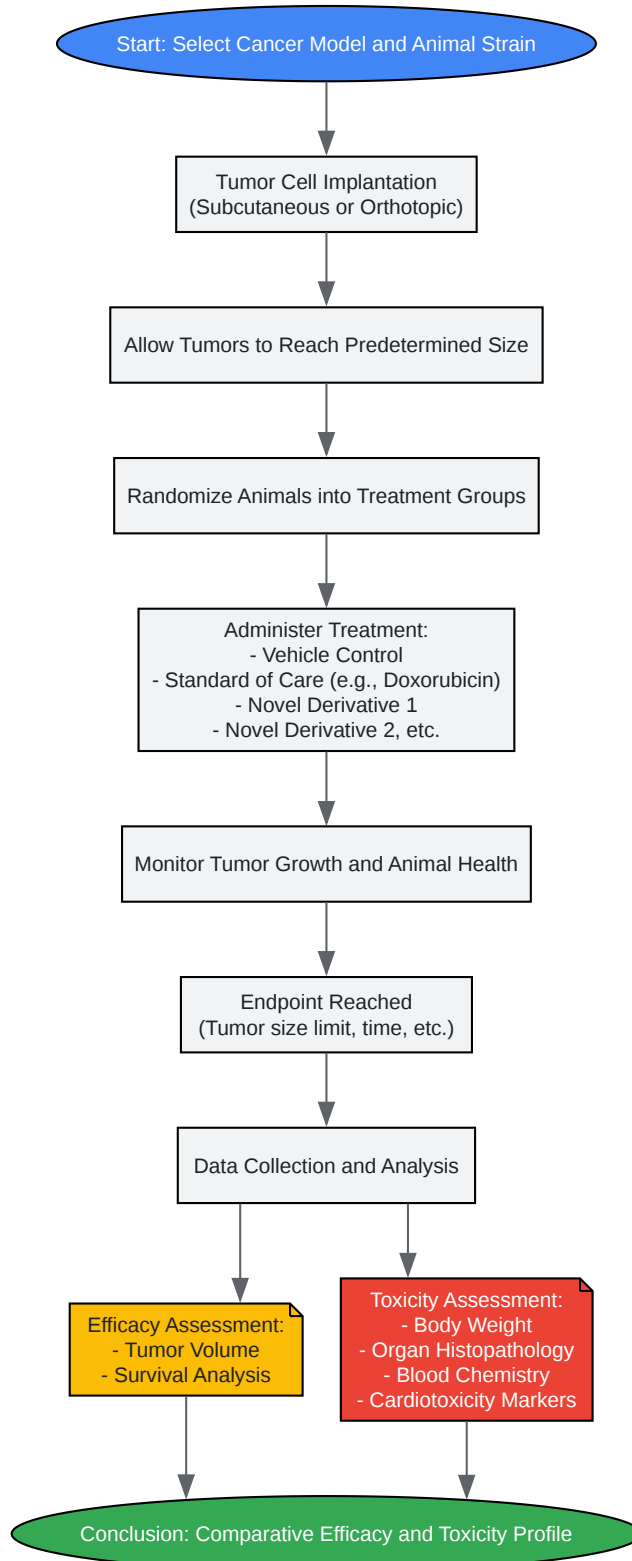 Start: Select Cancer Model and Animal Strain
Tumor Cell Implantation
(Subcutaneous or Orthotopic)
Allow Tumors to Reach Predetermined Size
Randomize Animals into Treatment Groups
Administer Treatment:
- Vehicle Control
- Standard of Care (e.g., Doxorubicin)
- Novel Derivative 1
- Novel Derivative 2, etc.
Monitor Tumor Growth and Animal Health
Endpoint Reached
(Tumor size limit, time, etc.)
Data Collection and Analysis
Efficacy Assessment:
- Tumor Volume
- Survival Analysis
Toxicity Assessment:
- Body Weight
- Organ Histopathology
- Blood Chemistry
- Cardiotoxicity Markers
Conclusion: Comparative Efficacy and Toxicity Profile